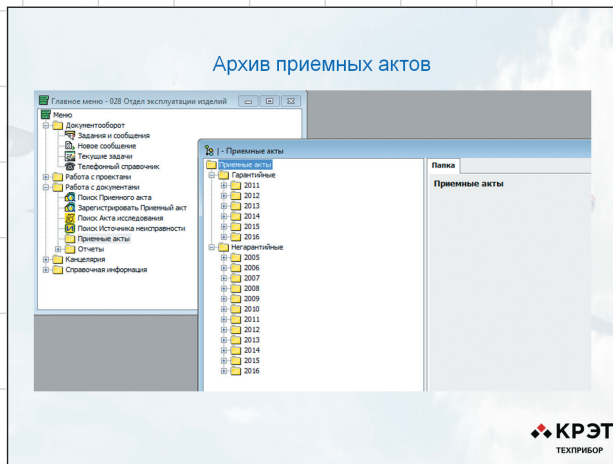 Архив приемных актов
Главное меню - 028 Отдел эксплуатации изделий
Меню
Документооборот
Задания и сообщения
Новое сообщение
Текущие задачи
Телефонный справочник
Работа с проектами
Работа с документами
Поиск Приемного акта
Зарегистрировать Приемный акт
Поиск Акта исследования
Поиск Источника неисправности
Приемные акты
Отчеты
Канцелярия
Справочная информация
| - Приемные акты
Приемные акты
Гарантийные
2011
2012
2013
2014
2015
2016
Негарантийные
2005
2006
2007
2008
2009
2010
2011
2012
2013
2014
2015
2016
Папка
Приемные акты
КРЭТ
ТЕХПРИБОР